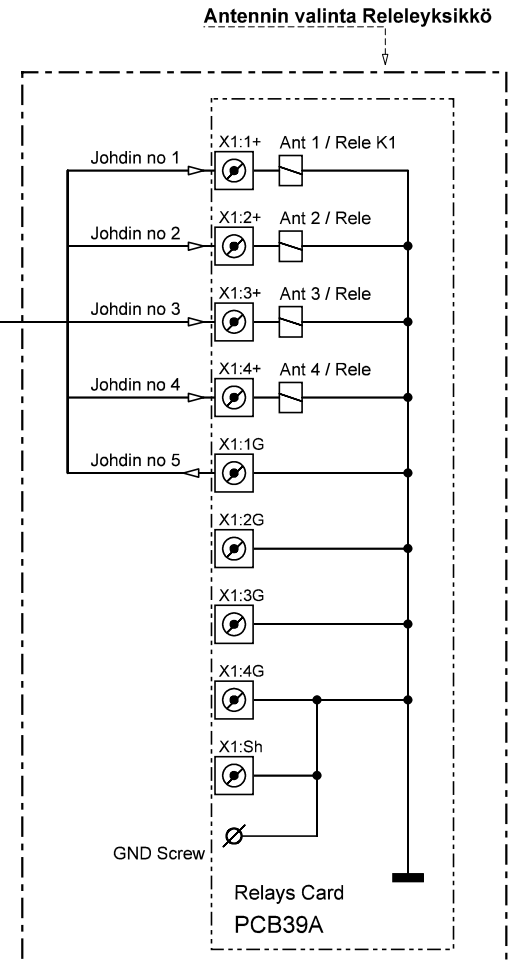 Antennin valinta Releleyksikkö
X1:1+ Ant 1 / Rele K1
Johdin no 1
X1:2+ Ant 2 / Rele
Johdin no 2
X1:3+ Ant 3 / Rele
Johdin no 3
X1:4+ Ant 4 / Rele
Johdin no 4
X1:1G
Johdin no 5
X1:2G
X1:3G
X1:4G
X1:Sh
GND Screw
Relays Card
PCB39A